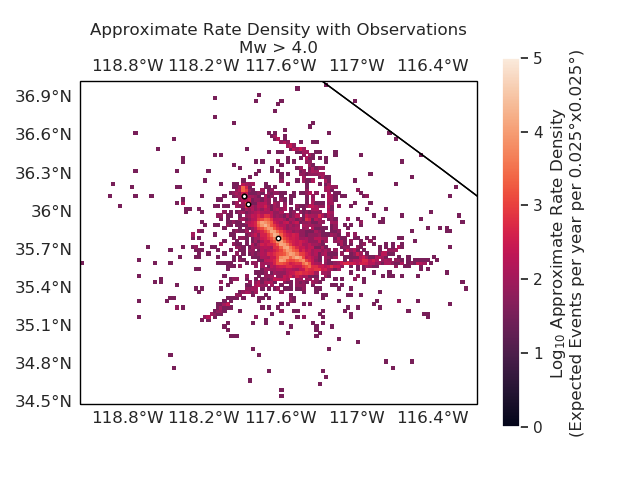 Approximate Rate Density with Observations
Mw > 4.0
118.8°W 118.2°W 117.6°W 117°W 116.4°W
36.9°N
36.6°N
36.3°N
36°N
35.7°N
35.4°N
35.1°N
34.8°N
34.5°N
118.8°W 118.2°W 117.6°W 117°W 116.4°W
5
4
3
2
1
0
Log₁₀ Approximate Rate Density
(Expected Events per year per 0.025°x0.025°)